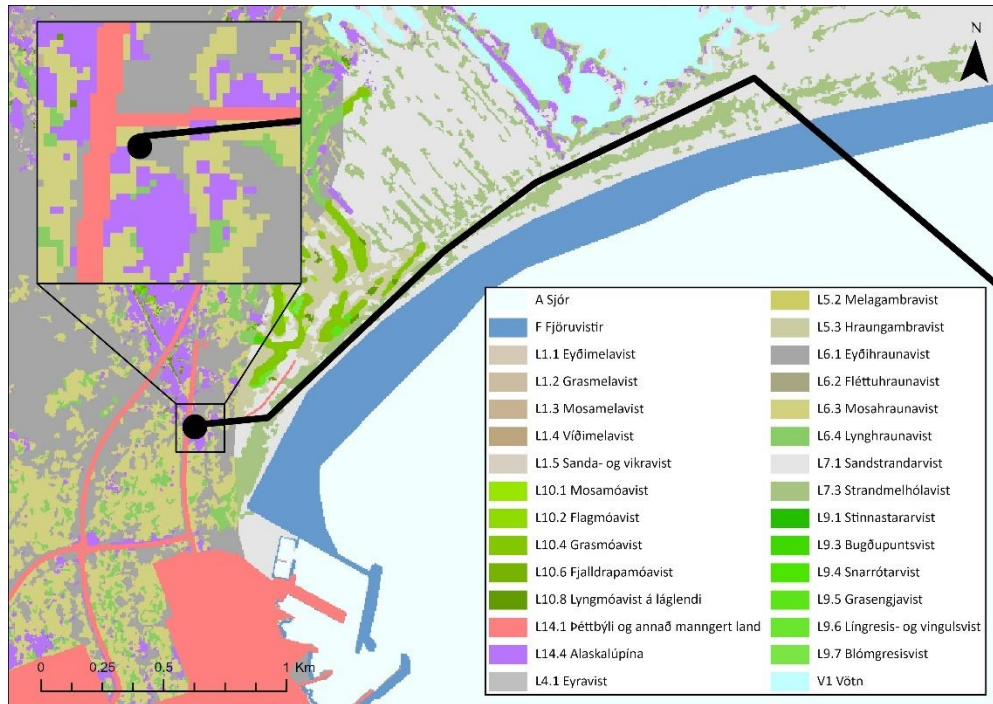 N
A Sjór
F Fjöruvistir
L1.1 Eyðimelavist
L1.2 Grasmelavist
L1.3 Mosamelavist
L1.4 Víðimelavist
L1.5 Sanda- og vikravist
L10.1 Mosamóavist
L10.2 Flagmóavist
L10.4 Grasmóavist
L10.6 Fjalldrapamóavist
L10.8 Lyngmóavist á láglendi
L14.1 Þéttbýli og annað manngert land
L14.4 Alaskalúpína
L4.1 Eyravist
L5.2 Melagambravist
L5.3 Hraungambravist
L6.1 Eyðihraunavist
L6.2 Fléttuhraunavist
L6.3 Mosahraunavist
L6.4 Lynghraunavist
L7.1 Sandstrandarvist
L7.3 Strandmelhólavist
L9.1 Stinnastararvist
L9.3 Bugðupuntsvist
L9.4 Snarrótarvist
L9.5 Grasengjavist
L9.6 Língresis- og vingulsvist
L9.7 Blómgresisvist
V1 Vötn
0 0.25 0.5 1 Km